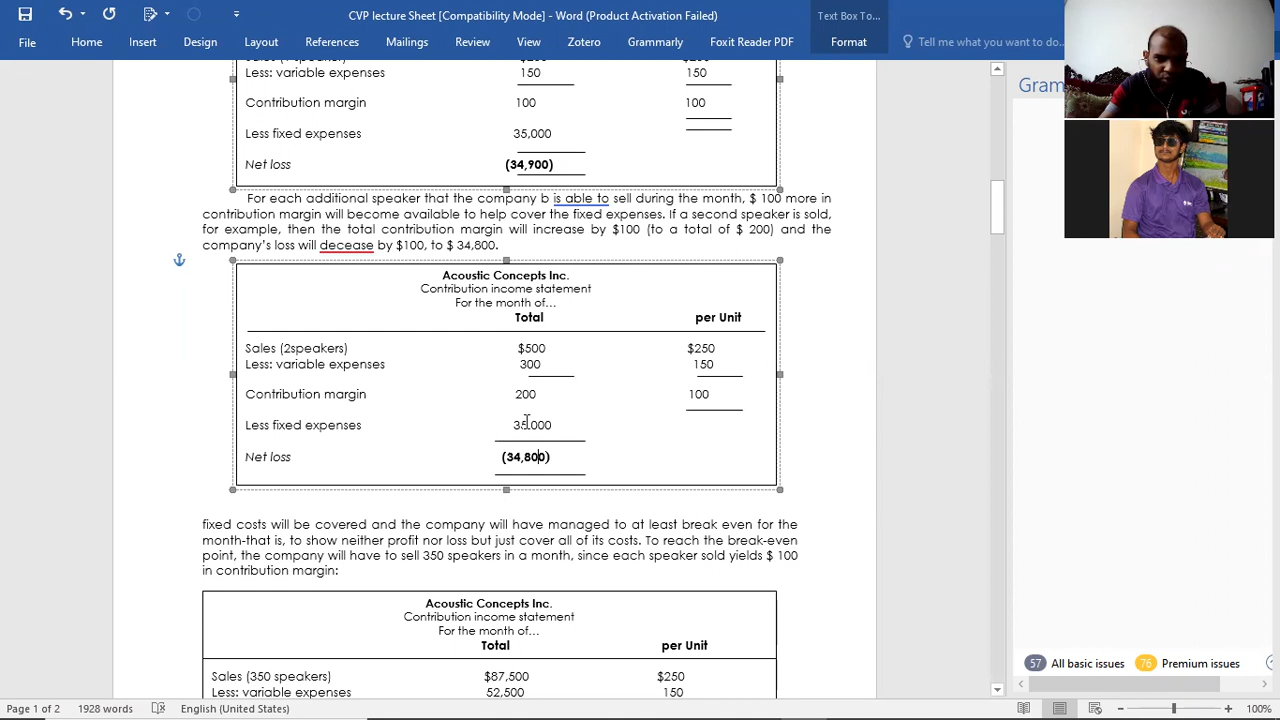 CVP lecture Sheet [Compatibility Mode] - Word (Product Activation Failed)
Text Box To...
File Home Insert Design Layout References Mailings Review View Zotero Grammarly Foxit Reader PDF Format Tell me what you want to do...
Less: variable expenses 150 150
Contribution margin 100 100
Less fixed expenses 35,000
Net loss (34,900)
For each additional speaker that the company b is able to sell during the month, $ 100 more in
contribution margin will become available to help cover the fixed expenses. If a second speaker is sold,
for example, then the total contribution margin will increase by $100 (to a total of $ 200) and the
company's loss will decease by $100, to $ 34,800.
Acoustic Concepts Inc.
Contribution income statement
For the month of...
Total per Unit
Sales (2speakers) $500 $250
Less: variable expenses 300 150
Contribution margin 200 100
Less fixed expenses 35,000
Net loss (34,800)
fixed costs will be covered and the company will have managed to at least break even for the
month-that is, to show neither profit nor loss but just cover all of its costs. To reach the break-even
point, the company will have to sell 350 speakers in a month, since each speaker sold yields $ 100
in contribution margin:
Acoustic Concepts Inc.
Contribution income statement
For the month of...
Total per Unit
Sales (350 speakers) $87,500 $250
Less: variable expenses 52,500 150
57 All basic issues 76 Premium issues
Page 1 of 2 1928 words English (United States) 100%